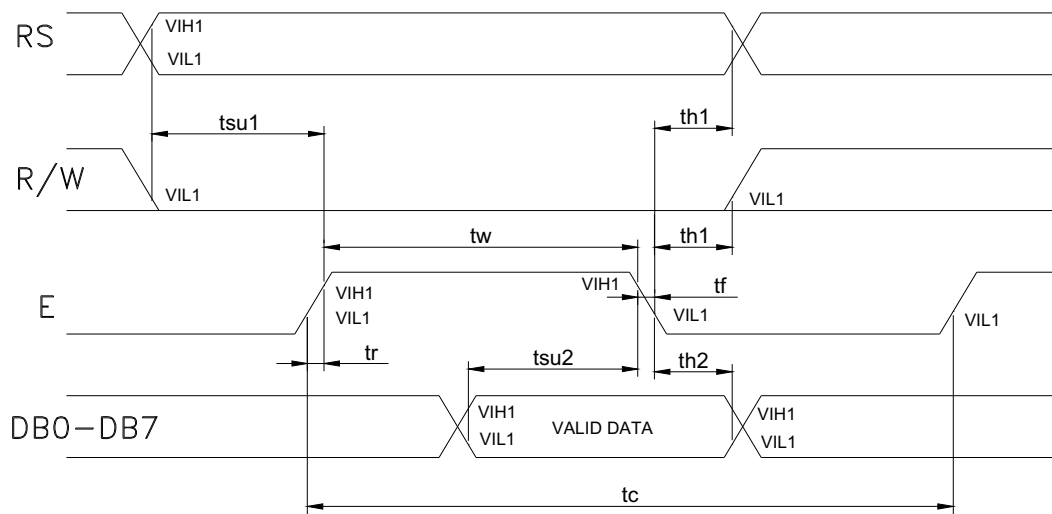 RS
VIH1
VIL1
tsu1
th1
R/W
VIL1
VIL1
tw
th1
E
VIH1
VIL1
VIH1
tf
VIL1
VIL1
tr
tsu2
th2
DB0-DB7
VIH1
VIL1
VALID DATA
VIH1
VIL1
tc